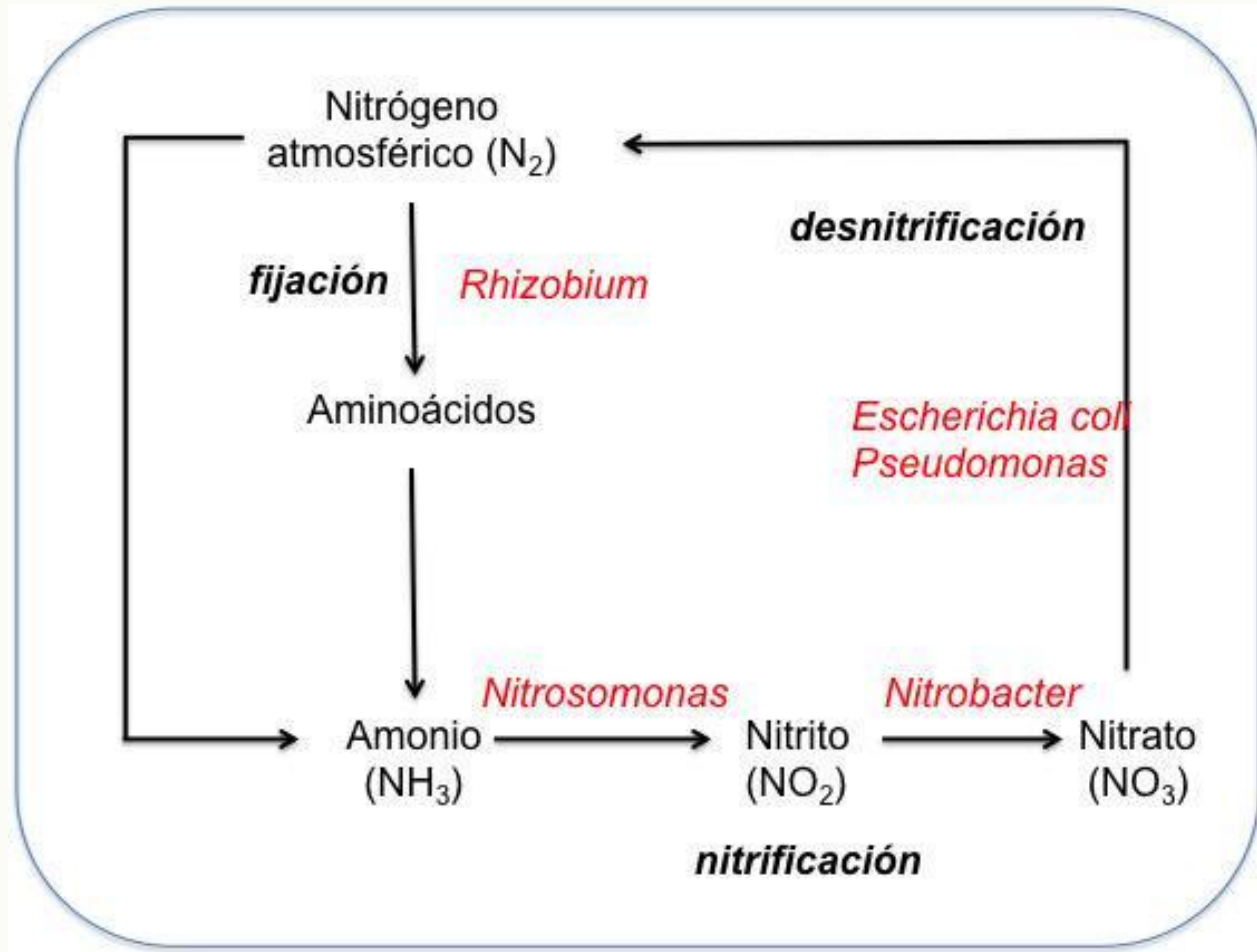 Nitrógeno
atmosférico (N₂)
desnitrificación
fijación
Rhizobium
Aminoácidos
Escherichia coli
Pseudomonas
Nitrosomonas
Nitrobacter
Amonio
(NH₃)
Nitrito
(NO₂)
Nitrato
(NO₃)
nitrificación